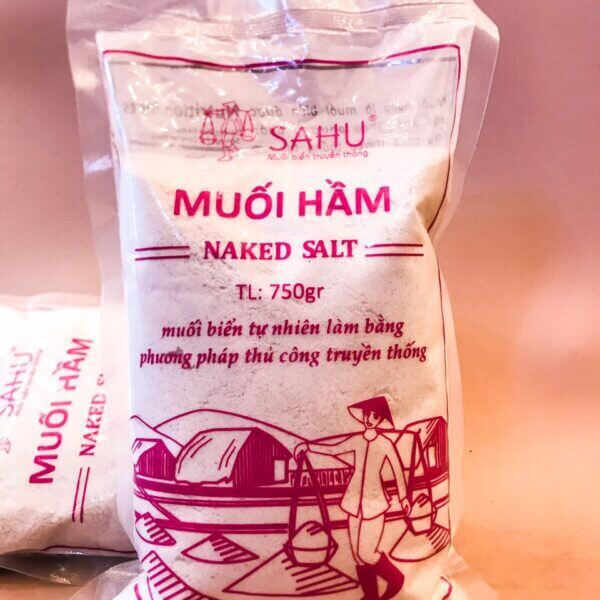 SAHU®
Muối biển truyền thống
MUỐI HẦM
NAKED SALT
TL: 750gr
muối biển tự nhiên làm bằng
phương pháp thủ công truyền thống
SAHU®
MUỐI HẦM
NAKED S